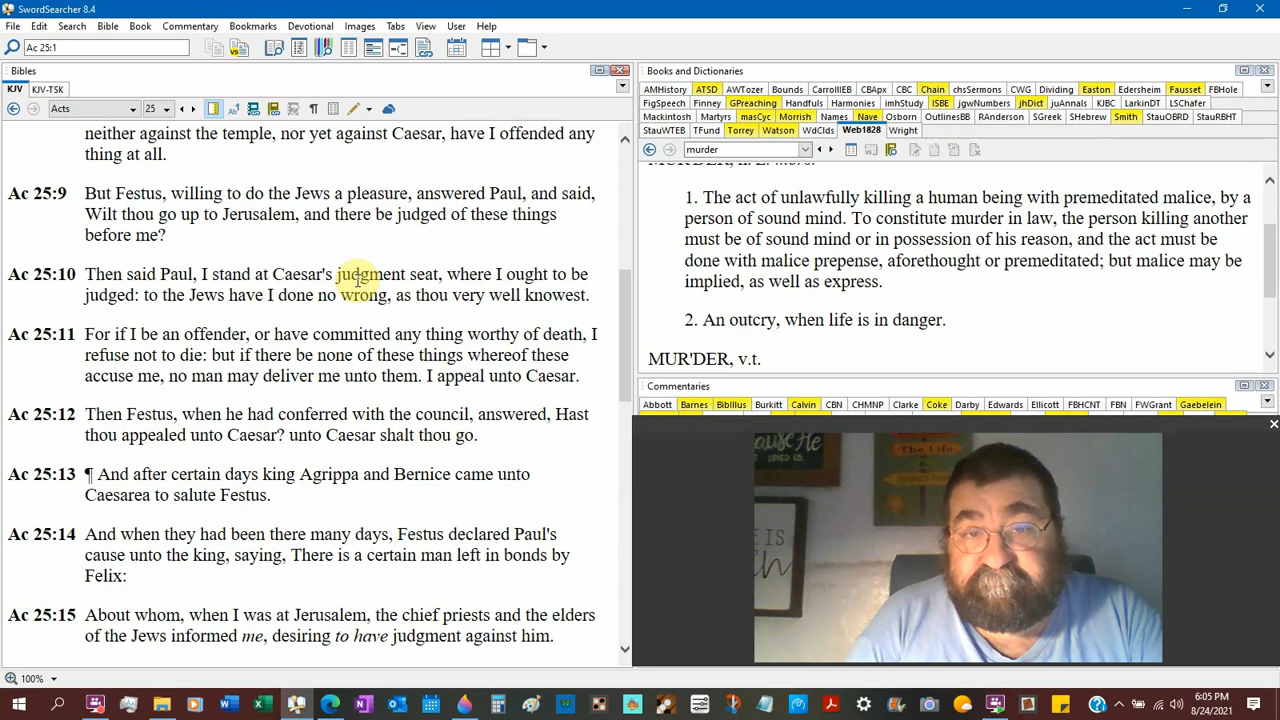 SwordSearcher 8.4
File Edit Search Bible Book Commentary Bookmarks Devotional Images Tabs View User Help
Ac 25:1
Bibles
KJV KJV-TSK
Acts 25
neither against the temple, nor yet against Caesar, have I offended any
thing at all.
Ac 25:9 But Festus, willing to do the Jews a pleasure, answered Paul, and said,
Wilt thou go up to Jerusalem, and there be judged of these things
before me?
Ac 25:10 Then said Paul, I stand at Caesar's judgment seat, where I ought to be
judged: to the Jews have I done no wrong, as thou very well knowest.
Ac 25:11 For if I be an offender, or have committed any thing worthy of death, I
refuse not to die: but if there be none of these things whereof these
accuse me, no man may deliver me unto them. I appeal unto Caesar.
Ac 25:12 Then Festus, when he had conferred with the council, answered, Hast
thou appealed unto Caesar? unto Caesar shalt thou go.
Ac 25:13 ¶ And after certain days king Agrippa and Bernice came unto
Caesarea to salute Festus.
Ac 25:14 And when they had been there many days, Festus declared Paul's
cause unto the king, saying, There is a certain man left in bonds by
Felix:
Ac 25:15 About whom, when I was at Jerusalem, the chief priests and the elders
of the Jews informed me, desiring to have judgment against him.
100%
Books and Dictionaries
AMHistory ATSD AWTozer Bounds CarrollEB CBApx CBC Chain chsSermons CWG Dividing Easton Edersheim Fausset FBHole
FigSpeech Finney GPreaching Handfuls Harmonies imhStudy ISBE jgwNumbers jhDict juAnnals KJBC LarkinDT LSChafer
Mackintosh Martyrs masCyc Morrish Names Nave Osborn OutlinesBB RAnderson SGreek SHebrew Smith StauOBRD StaupRBHT
StauWTEB TFund Torrey Watson WdClds Web1828 Wright
murder
1. The act of unlawfully killing a human being with premeditated malice, by a
person of sound mind. To constitute murder in law, the person killing another
must be of sound mind or in possession of his reason, and the act must be
done with malice prepense, aforethought or premeditated; but malice may be
implied, as well as express.
2. An outcry, when life is in danger.
MUR'DER, v.t.
Commentaries
Abbott Barnes BibIllus Burkitt Calvin CBN CHMNP Clarke Coke Darby Edwards Ellicott FBHCNT FBN FWGrant Gaebelein
cause He
LOVED US.
The Life
6:05 PM
8/24/2021